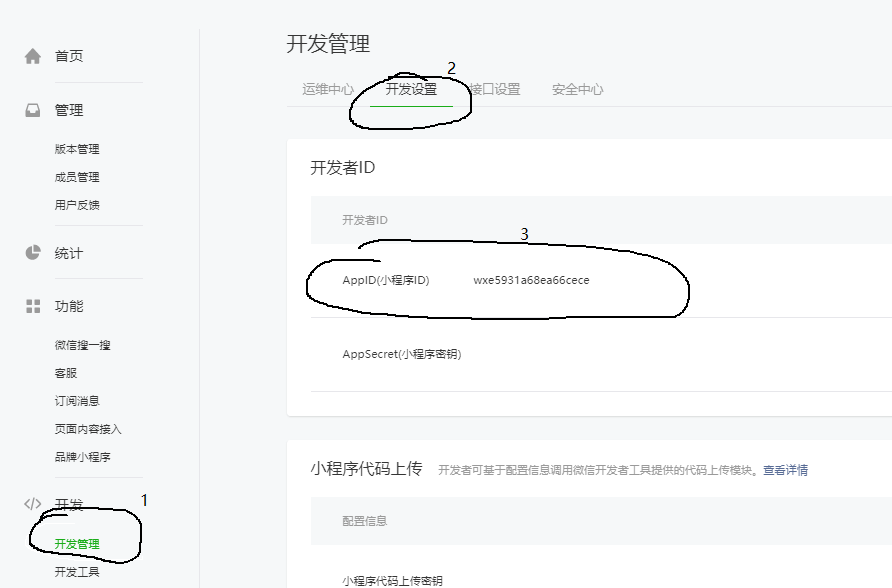 首页
管理
版本管理
成员管理
用户反馈
统计
功能
微信搜一搜
客服
订阅消息
页面内容接入
品牌小程序
开发
1
开发管理
开发工具
开发管理
2
运维中心 开发设置 接口设置 安全中心
开发者ID
开发者ID
3
AppID(小程序ID) wxe5931a68ea66cece
AppSecret(小程序密钥)
小程序代码上传 开发者可基于配置信息调用微信开发者工具提供的代码上传模块。查看详情
配置信息
小程序代码上传密钥